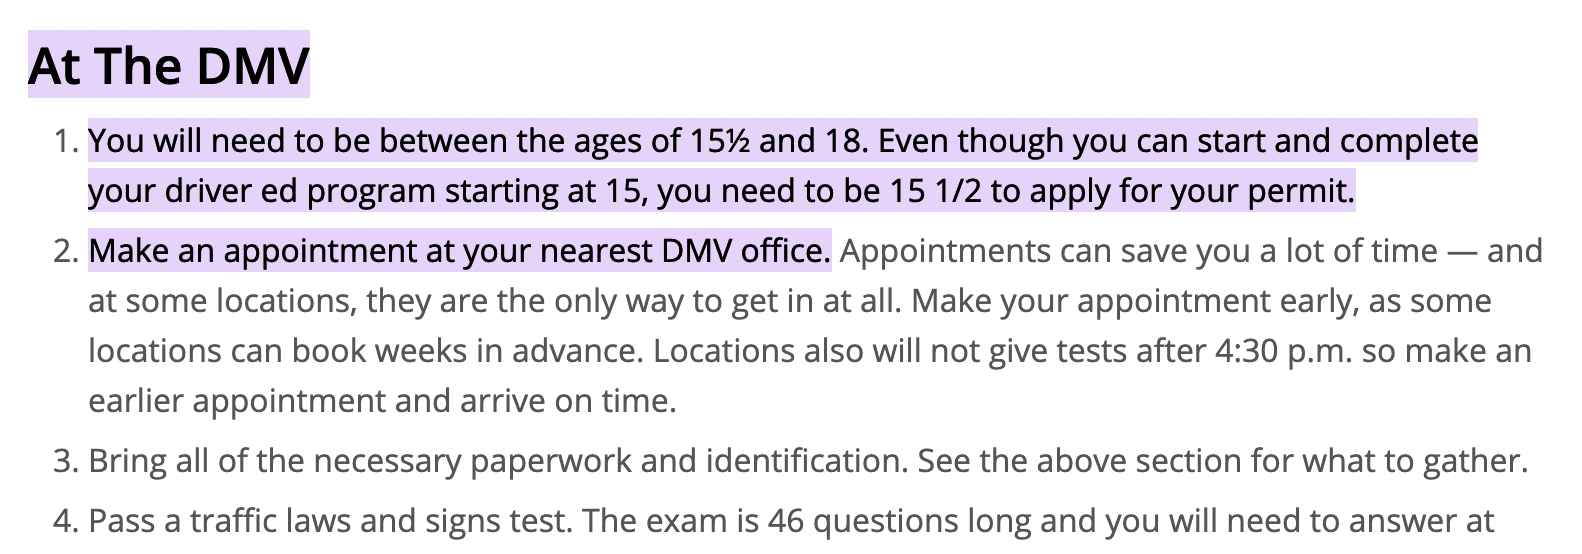 At The DMV
1. You will need to be between the ages of 15½ and 18. Even though you can start and complete
your driver ed program starting at 15, you need to be 15 1/2 to apply for your permit.
2. Make an appointment at your nearest DMV office. Appointments can save you a lot of time — and
at some locations, they are the only way to get in at all. Make your appointment early, as some
locations can book weeks in advance. Locations also will not give tests after 4:30 p.m. so make an
earlier appointment and arrive on time.
3. Bring all of the necessary paperwork and identification. See the above section for what to gather.
4. Pass a traffic laws and signs test. The exam is 46 questions long and you will need to answer at